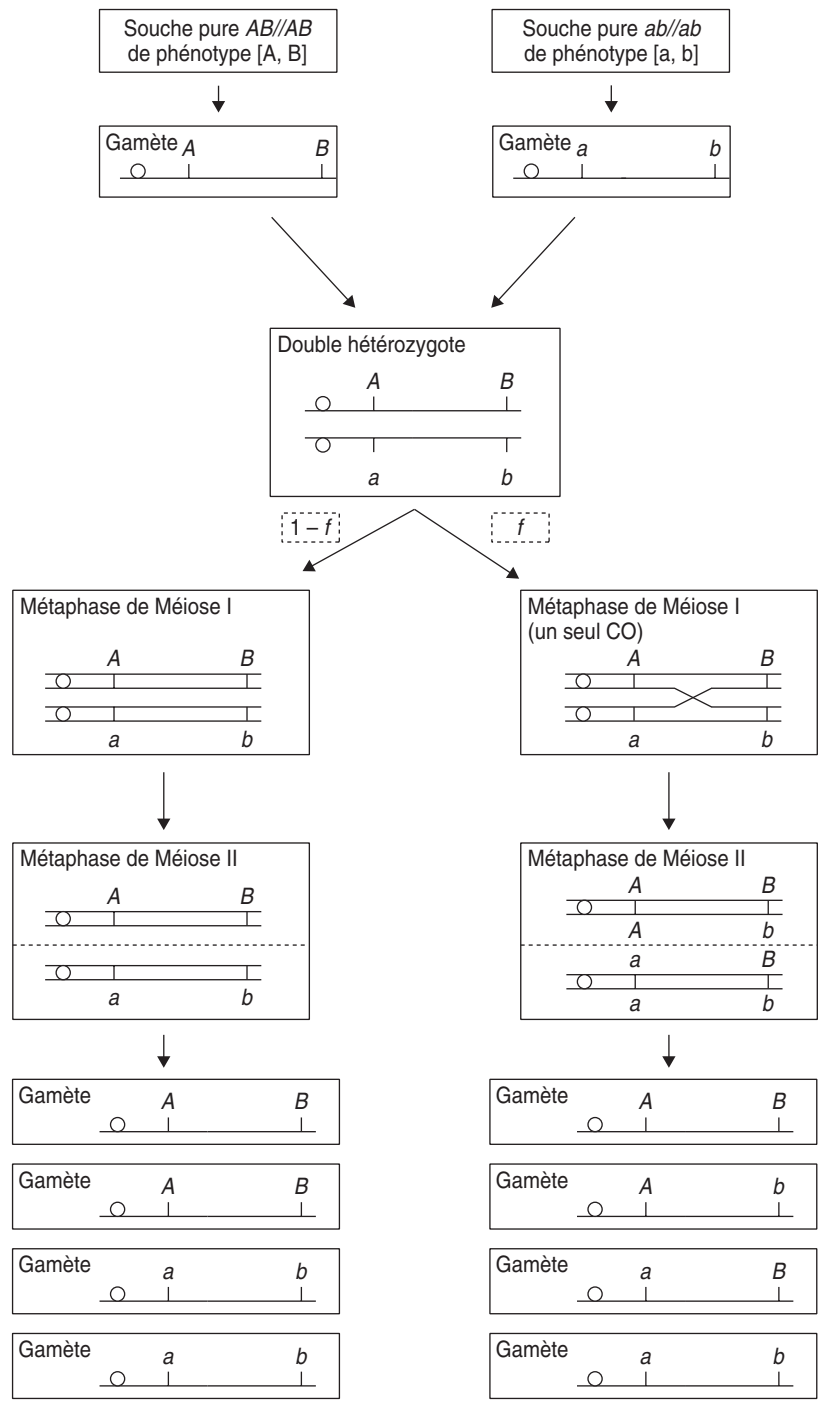 Souche pure AB//AB
de phénotype [A, B]
Souche pure ab//ab
de phénotype [a, b]
Gamète A B
Gamète a b
Double hétérozygote
A B
a b
1 – f
f
Métaphase de Méiose I
A B
a b
Métaphase de Méiose I
(un seul CO)
A B
a b
Métaphase de Méiose II
A B
a b
Métaphase de Méiose II
A B
A b
a B
a b
Gamète A B
Gamète A B
Gamète a b
Gamète a b
Gamète A B
Gamète A b
Gamète a B
Gamète a b